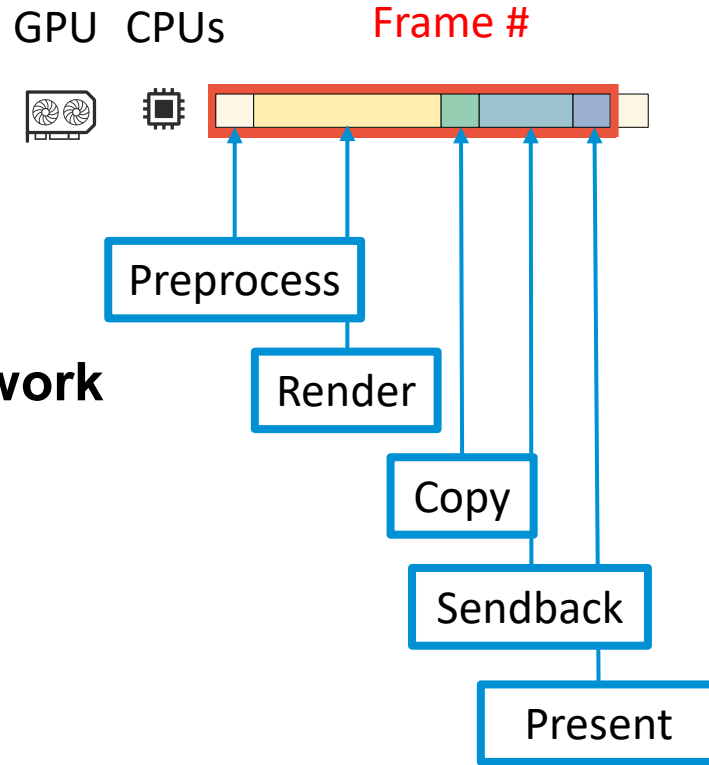 GPU CPUs Frame #
Preprocess
work
Render
Copy
Sendback
Present